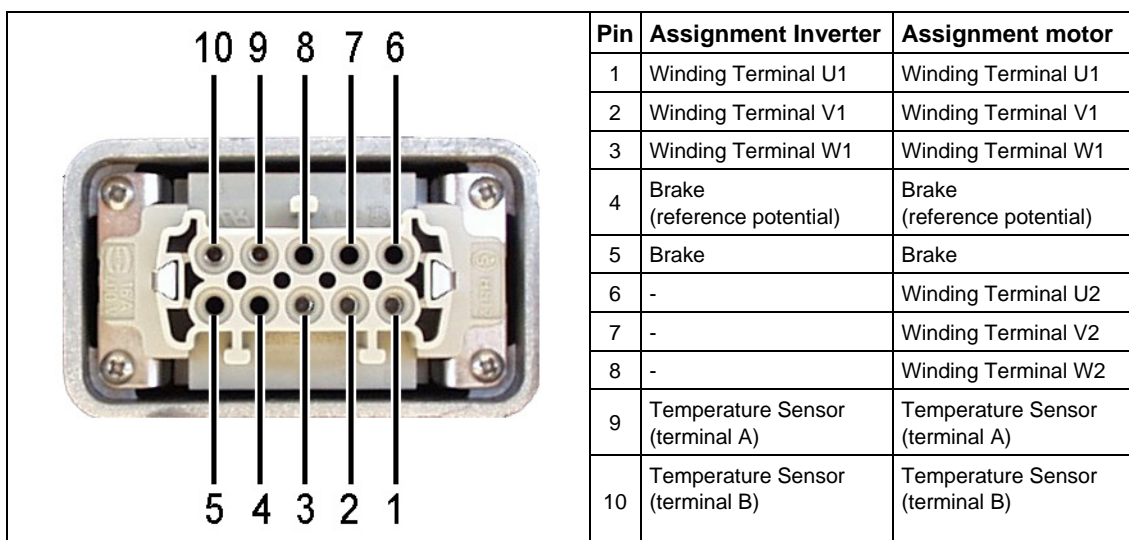 10 9 8 7 6
5 4 3 2 1
Pin Assignment Inverter Assignment motor
1 Winding Terminal U1 Winding Terminal U1
2 Winding Terminal V1 Winding Terminal V1
3 Winding Terminal W1 Winding Terminal W1
4 Brake (reference potential) Brake (reference potential)
5 Brake Brake
6 - Winding Terminal U2
7 - Winding Terminal V2
8 - Winding Terminal W2
9 Temperature Sensor (terminal A) Temperature Sensor (terminal A)
10 Temperature Sensor (terminal B) Temperature Sensor (terminal B)